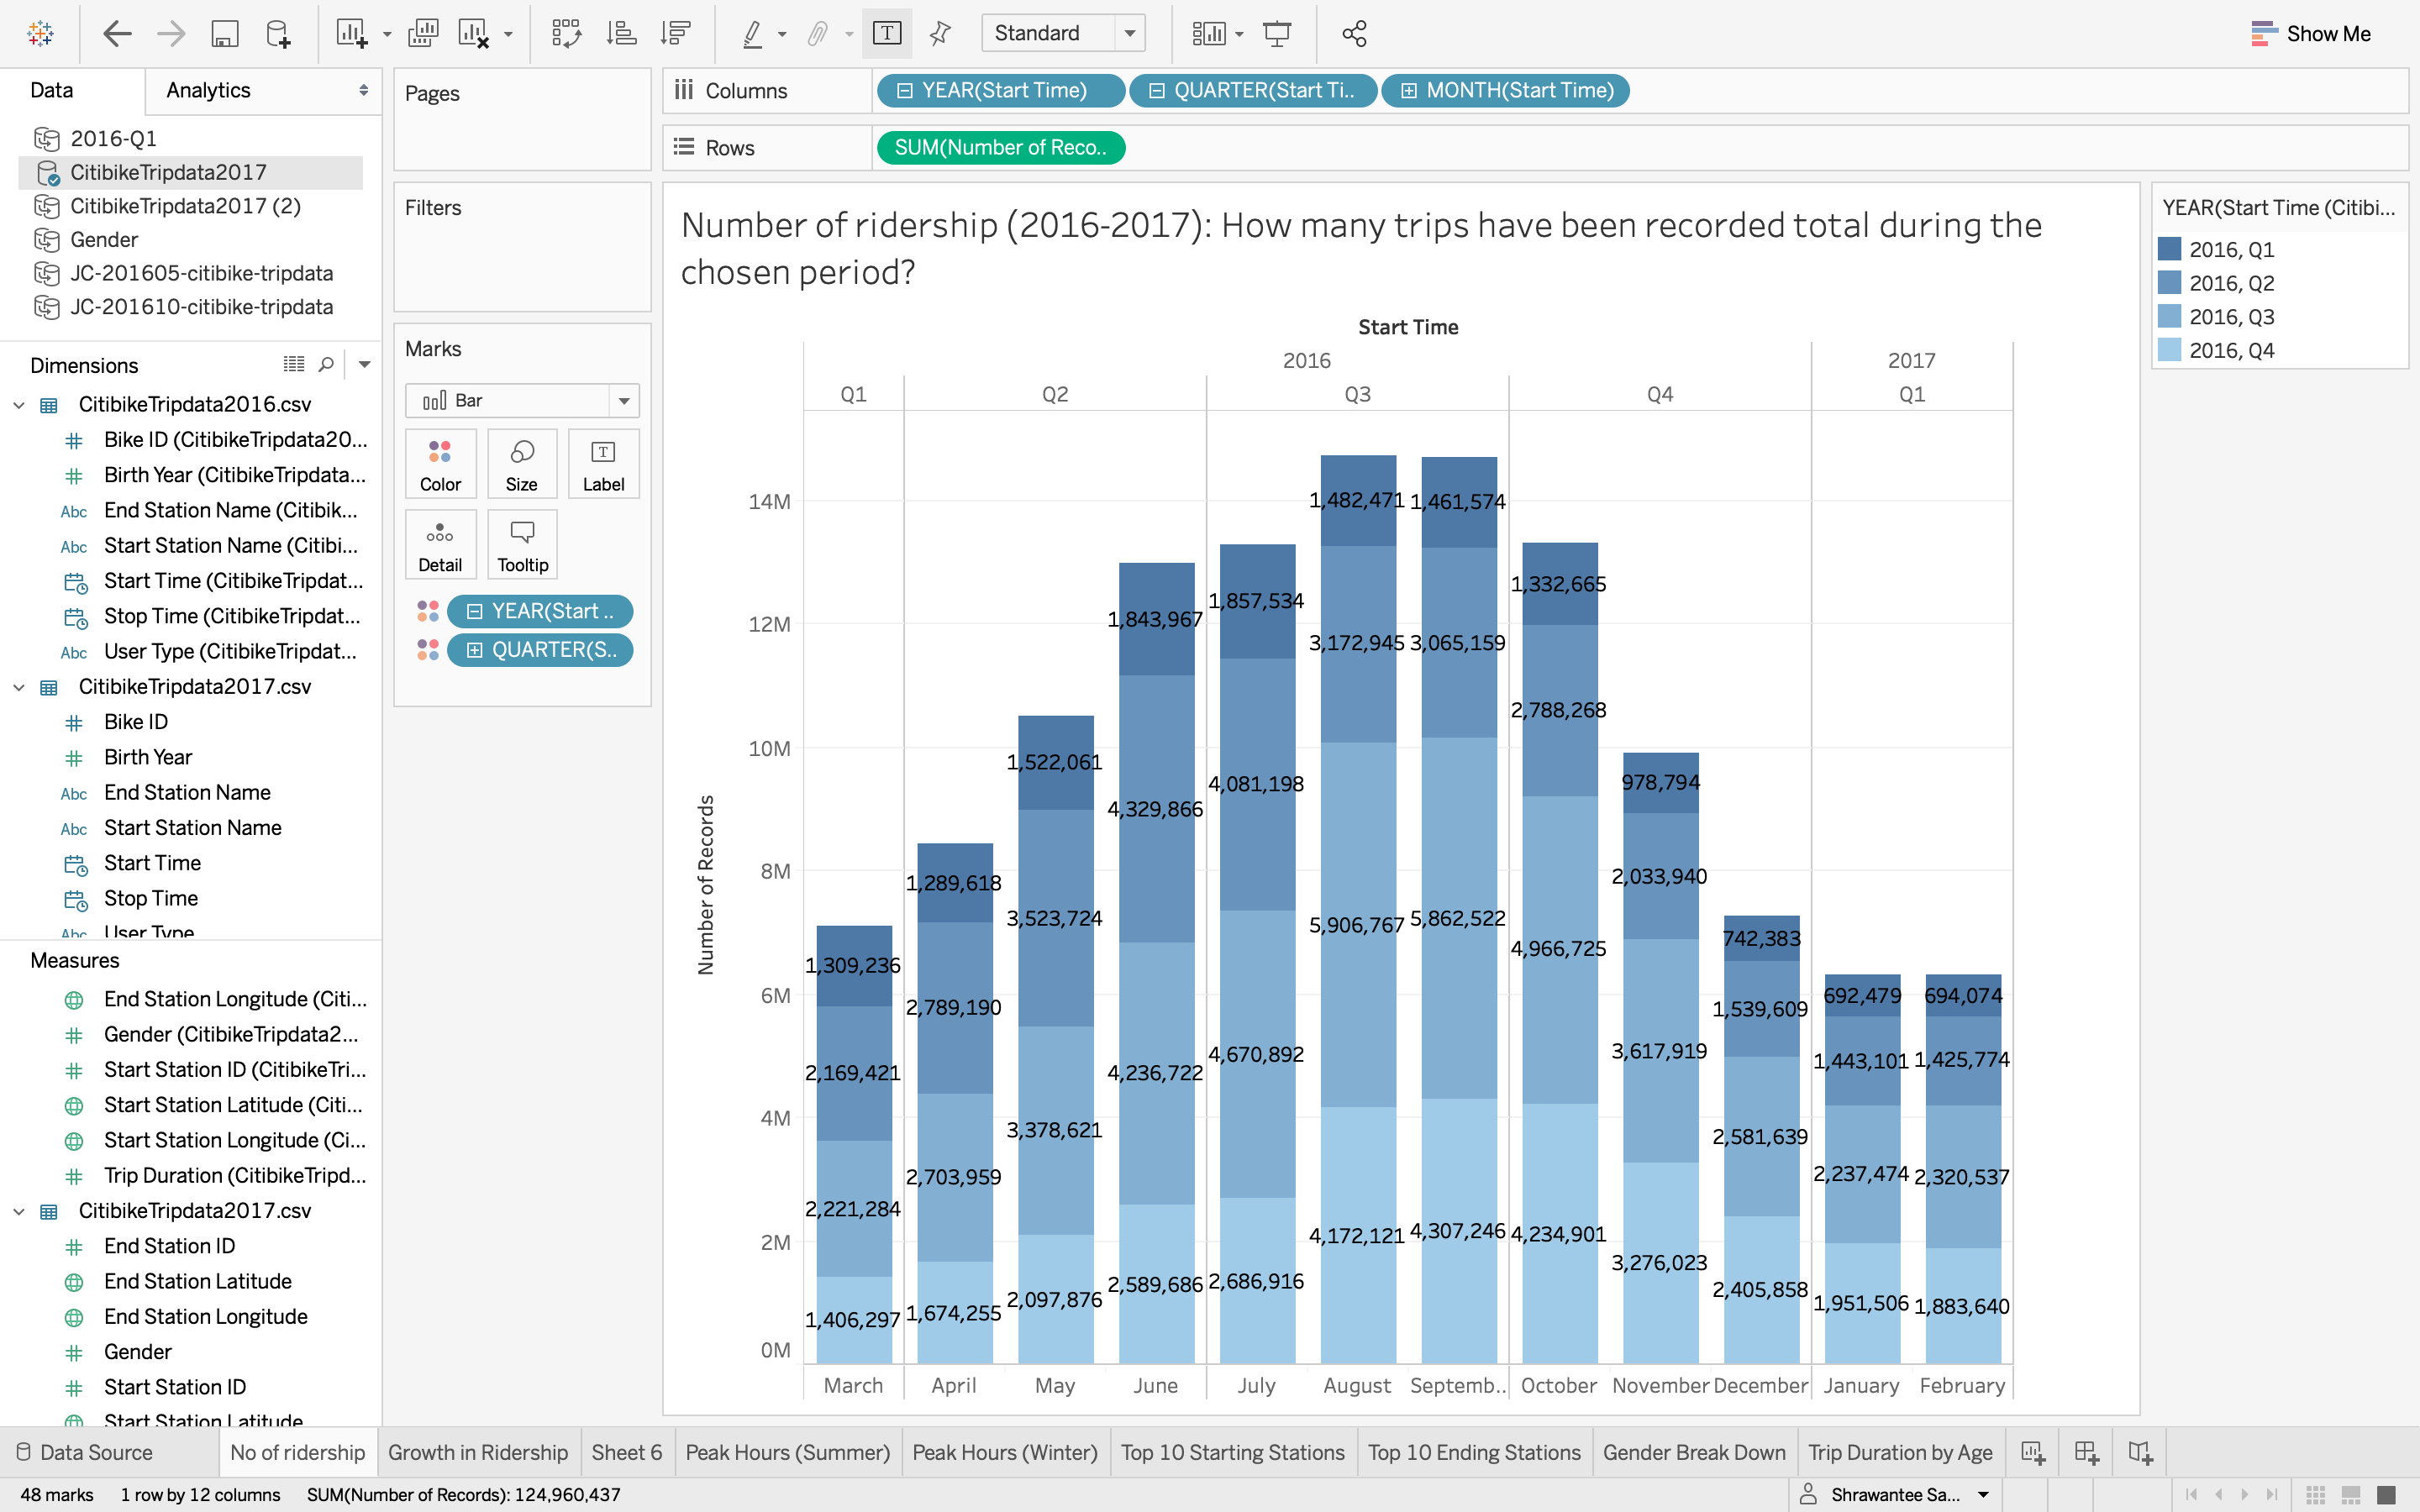 Standard
Show Me
Data
Analytics
2016-Q1
CitibikeTripdata2017
CitibikeTripdata2017 (2)
Gender
JC-201605-citibike-tripdata
JC-201610-citibike-tripdata
Dimensions
CitibikeTripdata2016.csv
Bike ID (CitibikeTripdata20...
Birth Year (CitibikeTripdata...
End Station Name (Citibik...
Start Station Name (Citibi...
Start Time (CitibikeTripdat...
Stop Time (CitibikeTripdat...
User Type (CitibikeTripdat...
CitibikeTripdata2017.csv
Bike ID
Birth Year
End Station Name
Start Station Name
Start Time
Stop Time
User Type
Measures
End Station Longitude (Citi...
Gender (CitibikeTripdata2...
Start Station ID (CitibikeTri...
Start Station Latitude (Citi...
Start Station Longitude (Ci...
Trip Duration (CitibikeTripd...
CitibikeTripdata2017.csv
End Station ID
End Station Latitude
End Station Longitude
Gender
Start Station ID
Start Station Latitude
Pages
Filters
Marks
Bar
Color Size Label
Detail Tooltip
YEAR(Start ..
QUARTER(S..
Columns YEAR(Start Time) QUARTER(Start Ti.. MONTH(Start Time)
Rows SUM(Number of Reco..
Number of ridership (2016-2017): How many trips have been recorded total during the
chosen period?
Start Time
2016 2017
Q1 Q2 Q3 Q4 Q1
Number of Records
14M
12M
10M
8M
6M
4M
2M
0M
1,309,236
2,169,421
2,221,284
1,406,297
1,289,618
2,789,190
2,703,959
1,674,255
1,522,061
3,523,724
3,378,621
2,097,876
1,843,967
4,329,866
4,236,722
2,589,686
1,857,534
4,081,198
4,670,892
2,686,916
1,482,471
3,172,945
5,906,767
4,172,121
1,461,574
3,065,159
5,862,522
4,307,246
1,332,665
2,788,268
4,966,725
4,234,901
978,794
2,033,940
3,617,919
3,276,023
742,383
1,539,609
2,581,639
2,405,858
692,479
1,443,101
2,237,474
1,951,506
694,074
1,425,774
2,320,537
1,883,640
March April May June July August Septemb.. October November December January February
YEAR(Start Time (Citibi...
2016, Q1
2016, Q2
2016, Q3
2016, Q4
Data Source No of ridership Growth in Ridership Sheet 6 Peak Hours (Summer) Peak Hours (Winter) Top 10 Starting Stations Top 10 Ending Stations Gender Break Down Trip Duration by Age
48 marks 1 row by 12 columns SUM(Number of Records): 124,960,437 Shrawantee Sa...